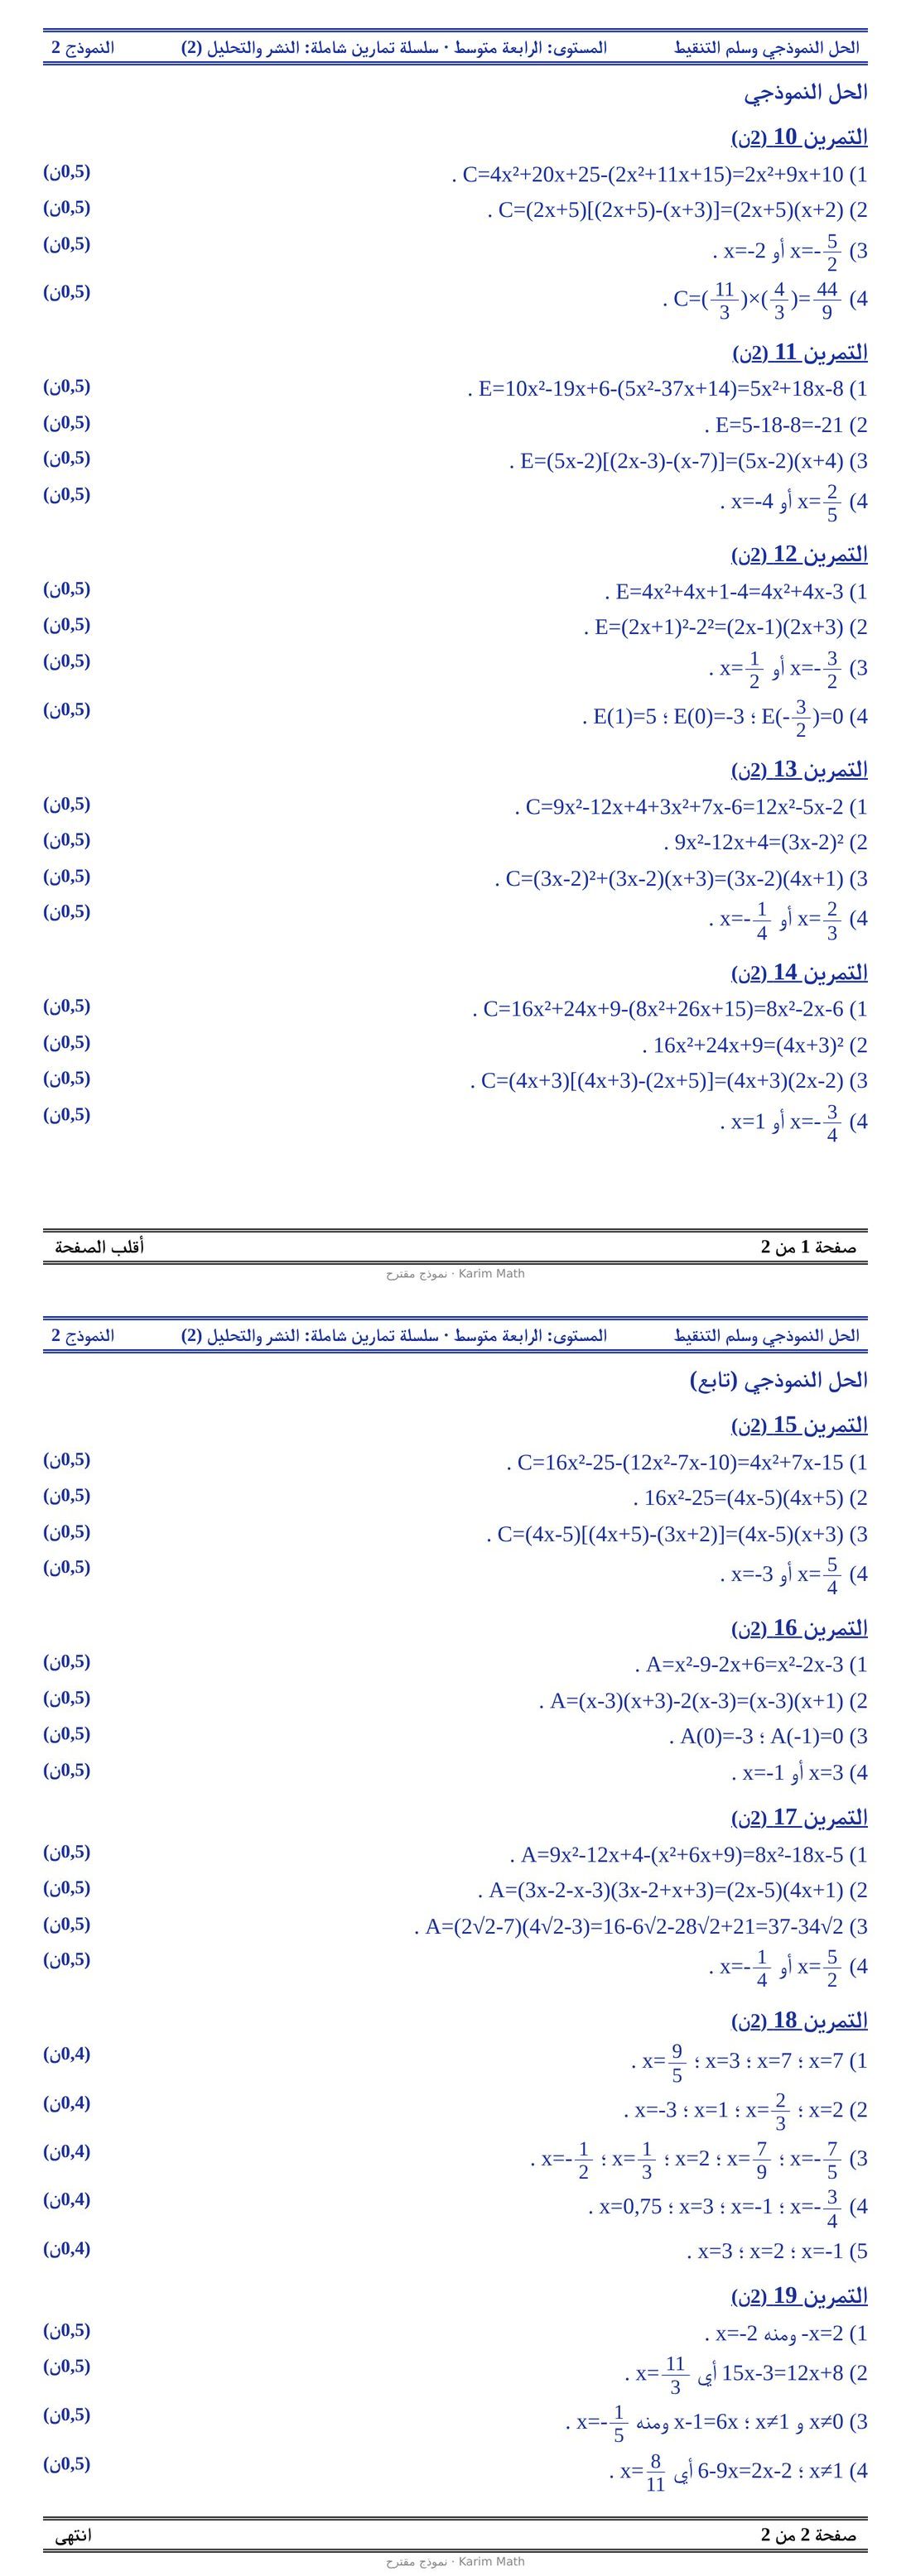 الحل النموذجي وسلم التنقيط المستوى: الرابعة متوسط · سلسلة تمارين شاملة: النشر والتحليل (2) النموذج 2
الحل النموذجي
التمرين 10 (2ن)
1) C=4x²+20x+25-(2x²+11x+15)=2x²+9x+10 . (0,5ن)
2) C=(2x+5)[(2x+5)-(x+3)]=(2x+5)(x+2) . (0,5ن)
3) x=-5/2 أو x=-2 . (0,5ن)
4) C=(11/3)×(4/3)=44/9 . (0,5ن)
التمرين 11 (2ن)
1) E=10x²-19x+6-(5x²-37x+14)=5x²+18x-8 . (0,5ن)
2) E=5-18-8=-21 . (0,5ن)
3) E=(5x-2)[(2x-3)-(x-7)]=(5x-2)(x+4) . (0,5ن)
4) x=2/5 أو x=-4 . (0,5ن)
التمرين 12 (2ن)
1) E=4x²+4x+1-4=4x²+4x-3 . (0,5ن)
2) E=(2x+1)²-2²=(2x-1)(2x+3) . (0,5ن)
3) x=-3/2 أو x=1/2 . (0,5ن)
4) E(-3/2)=0 ؛ E(0)=-3 ؛ E(1)=5 . (0,5ن)
التمرين 13 (2ن)
1) C=9x²-12x+4+3x²+7x-6=12x²-5x-2 . (0,5ن)
2) 9x²-12x+4=(3x-2)² . (0,5ن)
3) C=(3x-2)²+(3x-2)(x+3)=(3x-2)(4x+1) . (0,5ن)
4) x=2/3 أو x=-1/4 . (0,5ن)
التمرين 14 (2ن)
1) C=16x²+24x+9-(8x²+26x+15)=8x²-2x-6 . (0,5ن)
2) 16x²+24x+9=(4x+3)² . (0,5ن)
3) C=(4x+3)[(4x+3)-(2x+5)]=(4x+3)(2x-2) . (0,5ن)
4) x=-3/4 أو x=1 . (0,5ن)
صفحة 1 من 2 أقلب الصفحة
Karim Math · نموذج مقترح
الحل النموذجي وسلم التنقيط المستوى: الرابعة متوسط · سلسلة تمارين شاملة: النشر والتحليل (2) النموذج 2
الحل النموذجي (تابع)
التمرين 15 (2ن)
1) C=16x²-25-(12x²-7x-10)=4x²+7x-15 . (0,5ن)
2) 16x²-25=(4x-5)(4x+5) . (0,5ن)
3) C=(4x-5)[(4x+5)-(3x+2)]=(4x-5)(x+3) . (0,5ن)
4) x=5/4 أو x=-3 . (0,5ن)
التمرين 16 (2ن)
1) A=x²-9-2x+6=x²-2x-3 . (0,5ن)
2) A=(x-3)(x+3)-2(x-3)=(x-3)(x+1) . (0,5ن)
3) A(-1)=0 ؛ A(0)=-3 . (0,5ن)
4) x=3 أو x=-1 . (0,5ن)
التمرين 17 (2ن)
1) A=9x²-12x+4-(x²+6x+9)=8x²-18x-5 . (0,5ن)
2) A=(3x-2-x-3)(3x-2+x+3)=(2x-5)(4x+1) . (0,5ن)
3) A=(2√2-7)(4√2-3)=16-6√2-28√2+21=37-34√2 . (0,5ن)
4) x=5/2 أو x=-1/4 . (0,5ن)
التمرين 18 (2ن)
1) x=7 ؛ x=7 ؛ x=3 ؛ x=9/5 . (0,4ن)
2) x=2 ؛ x=2/3 ؛ x=1 ؛ x=-3 . (0,4ن)
3) x=-7/5 ؛ x=7/9 ؛ x=2 ؛ x=1/3 ؛ x=-1/2 . (0,4ن)
4) x=-3/4 ؛ x=-1 ؛ x=3 ؛ x=0,75 . (0,4ن)
5) x=-1 ؛ x=2 ؛ x=3 . (0,4ن)
التمرين 19 (2ن)
1) -x=2 ومنه x=-2 . (0,5ن)
2) 15x-3=12x+8 أي x=11/3 . (0,5ن)
3) x≠0 و x≠1 ؛ x-1=6x ومنه x=-1/5 . (0,5ن)
4) x≠1 ؛ 6-9x=2x-2 أي x=8/11 . (0,5ن)
صفحة 2 من 2 انتهى
Karim Math · نموذج مقترح